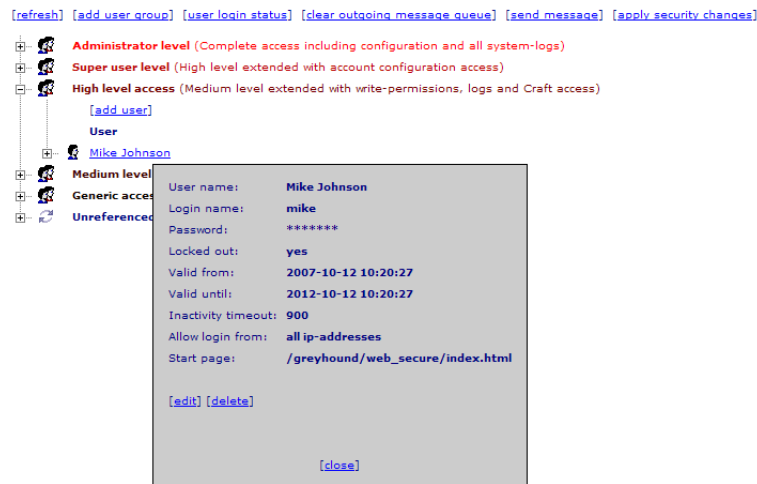 [refresh] [add user group] [user login status] [clear outgoing message queue] [send message] [apply security changes]
Administrator level (Complete access including configuration and all system-logs)
Super user level (High level extended with account configuration access)
High level access (Medium level extended with write-permissions, logs and Craft access)
[add user]
User
Mike Johnson
Medium level
Generic acces
Unreferenced
User name: Mike Johnson
Login name: mike
Password: *******
Locked out: yes
Valid from: 2007-10-12 10:20:27
Valid until: 2012-10-12 10:20:27
Inactivity timeout: 900
Allow login from: all ip-addresses
Start page: /greyhound/web_secure/index.html
[edit] [delete]
[close]